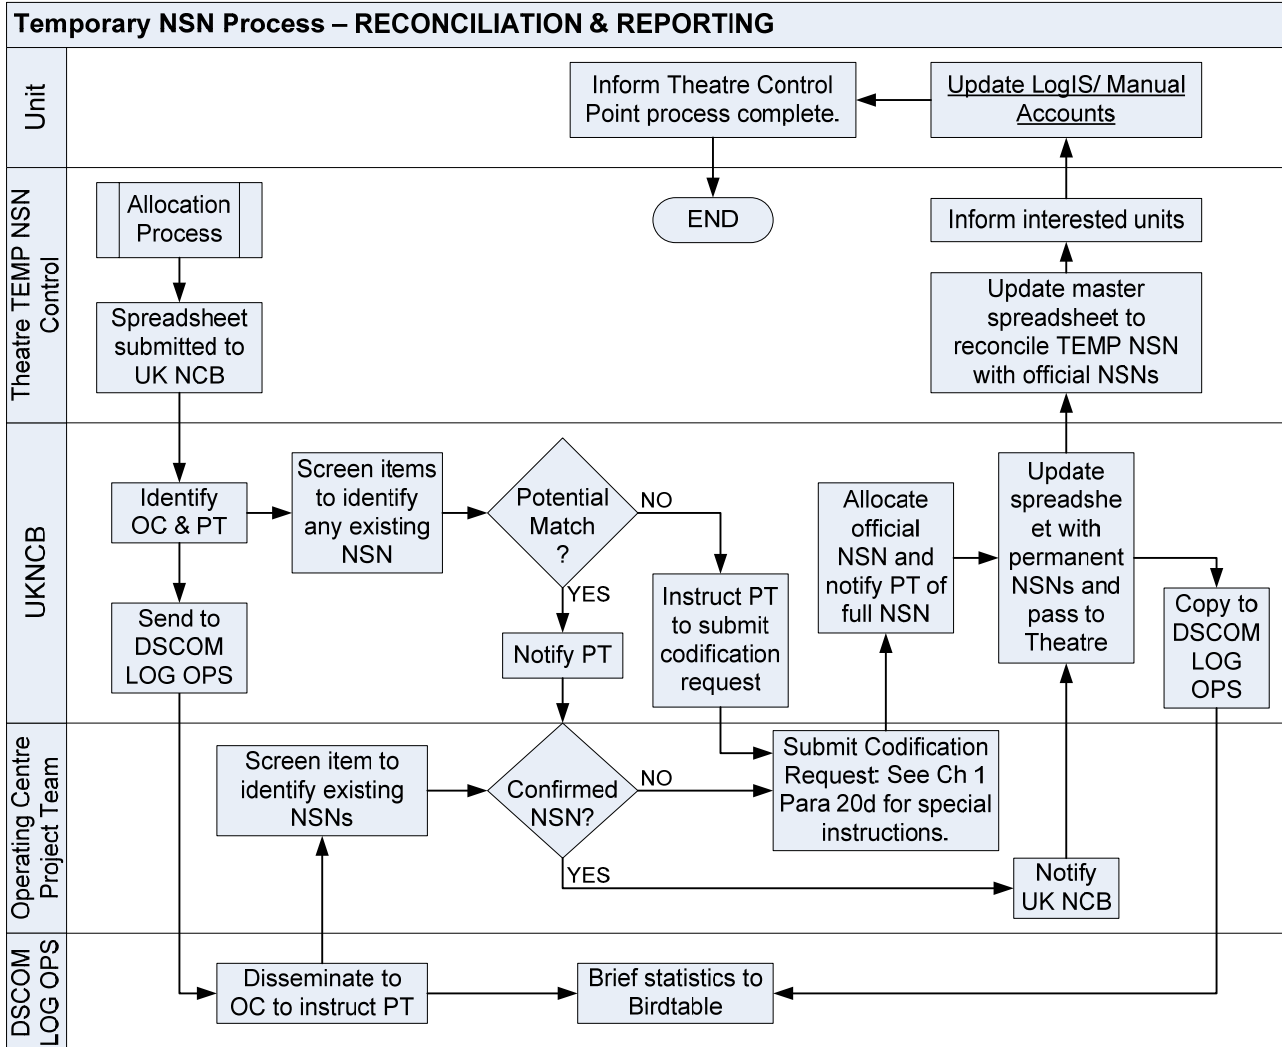 Temporary NSN Process – RECONCILIATION & REPORTING
Unit
Inform Theatre Control
Point process complete.
Update LogIS/ Manual
Accounts
Theatre TEMP NSN
Control
Allocation
Process
END
Inform interested units
Spreadsheet
submitted to
UK NCB
Update master
spreadsheet to
reconcile TEMP NSN
with official NSNs
UKNCB
Identify
OC & PT
Screen items
to identify
any existing
NSN
Potential
Match
?
NO
YES
Allocate
official
NSN and
notify PT of
full NSN
Update
spreadshe
et with
permanent
NSNs and
pass to
Theatre
Send to
DSCOM
LOG OPS
Notify PT
Instruct PT
to submit
codification
request
Copy to
DSCOM
LOG
OPS
Operating Centre
Project Team
Screen item to
identify existing
NSNs
Confirmed
NSN?
NO
YES
Submit Codification
Request: See Ch 1
Para 20d for special
instructions.
Notify
UK NCB
DSCOM
LOG OPS
Disseminate to
OC to instruct PT
Brief statistics to
Birdtable